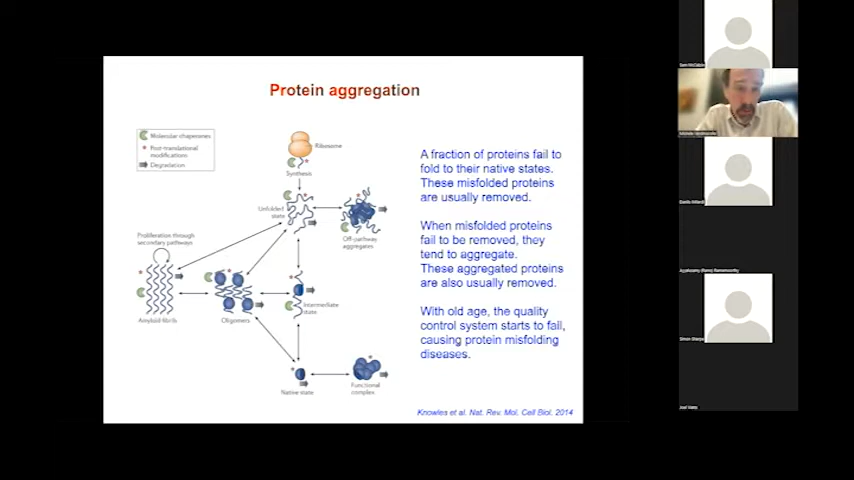 Protein aggregation
Molecular chaperones
Post-translational
modifications
Degradation
Ribosome
Synthesis
Unfolded
state
Off-pathway
aggregates
Proliferation through
secondary pathways
Amyloid fibrils
Oligomers
Intermediate
state
Native state
Functional
complex
A fraction of proteins fail to
fold to their native states.
These misfolded proteins
are usually removed.
When misfolded proteins
fail to be removed, they
tend to aggregate.
These aggregated proteins
are also usually removed.
With old age, the quality
control system starts to fail,
causing protein misfolding
diseases.
Knowles et al. Nat. Rev. Mol. Cell Biol. 2014